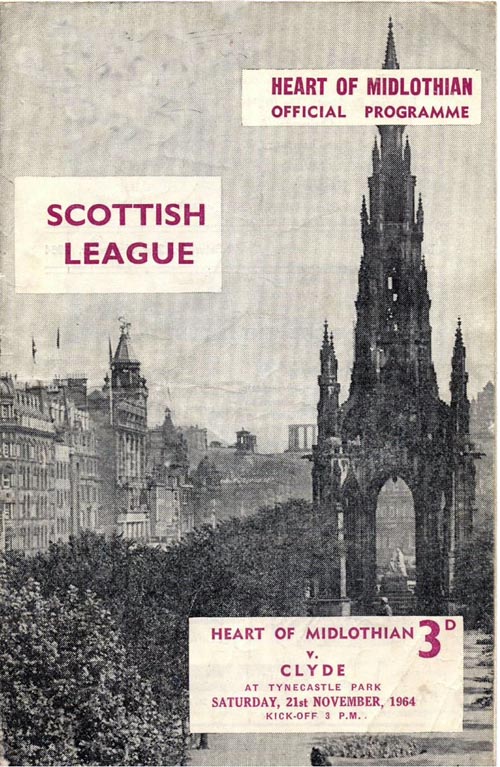 HEART OF MIDLOTHIAN
OFFICIAL PROGRAMME
SCOTTISH
LEAGUE
HEART OF MIDLOTHIAN 3D
v.
CLYDE
AT TYNECASTLE PARK
SATURDAY, 21st NOVEMBER, 1964
KICK-OFF 3 P.M.